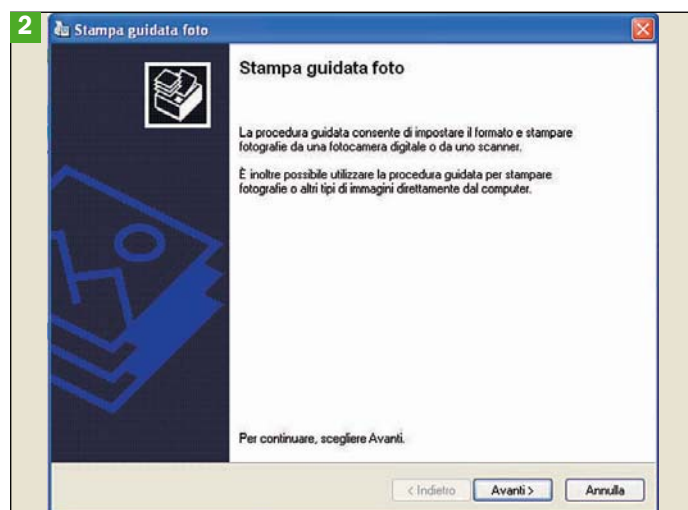 2
Stampa guidata foto
Stampa guidata foto
La procedura guidata consente di impostare il formato e stampare
fotografie da una fotocamera digitale o da uno scanner.
È inoltre possibile utilizzare la procedura guidata per stampare
fotografie o altri tipi di immagini direttamente dal computer.
Per continuare, scegliere Avanti.
< Indietro Avanti > Annulla